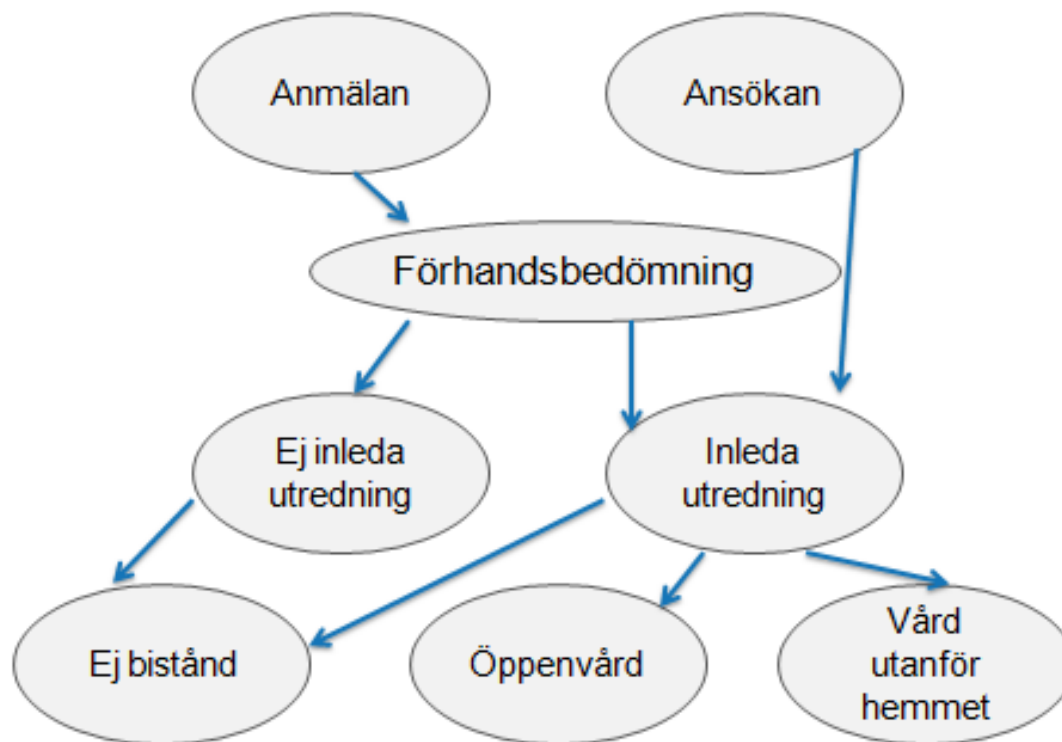 Anmälan
Ansökan
Förhandsbedömning
Ej inleda
utredning
Inleda
utredning
Ej bistånd
Öppenvård
Vård
utanför
hemmet